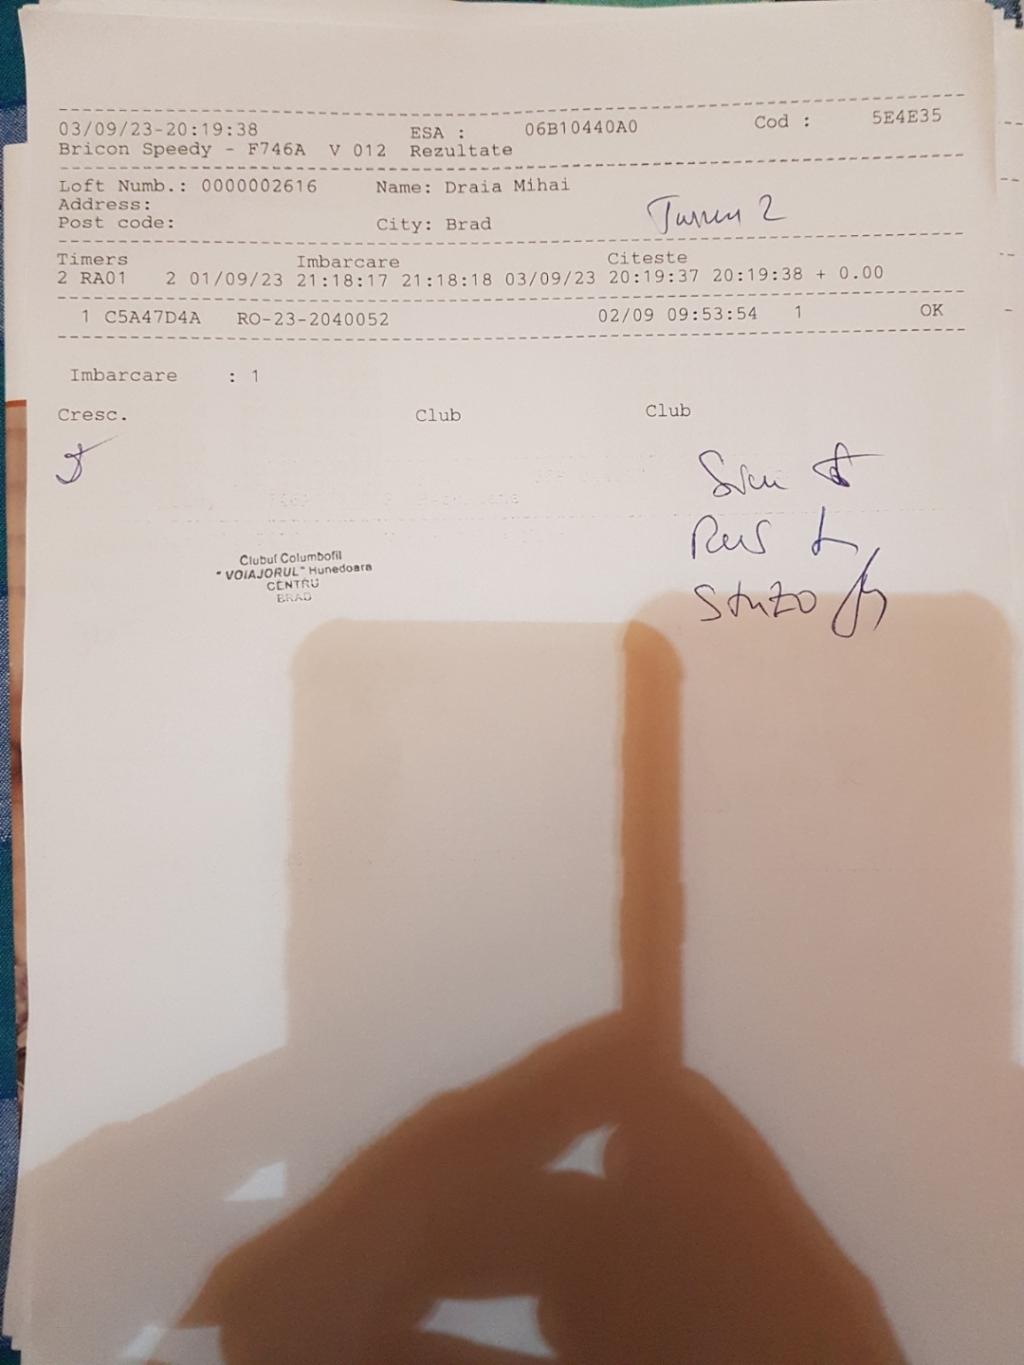 03/09/23-20:19:38 ESA : 06B10440A0 Cod : 5E4E35
Bricon Speedy - F746A V 012 Rezultate
Loft Numb.: 0000002616 Name: Draia Mihai
Address:
Post code: City: Brad
2
Timers Imbarcare Citeste
2 RA01 2 01/09/23 21:18:17 21:18:18 03/09/23 20:19:37 20:19:38 + 0.00
1 C5A47D4A RO-23-2040052 02/09 09:53:54 1 OK
Imbarcare : 1
Cresc. Club Club
Rus
Clubul Columbofil
"VOIAJORUL" Hunedoara
CENTRU
BRAD